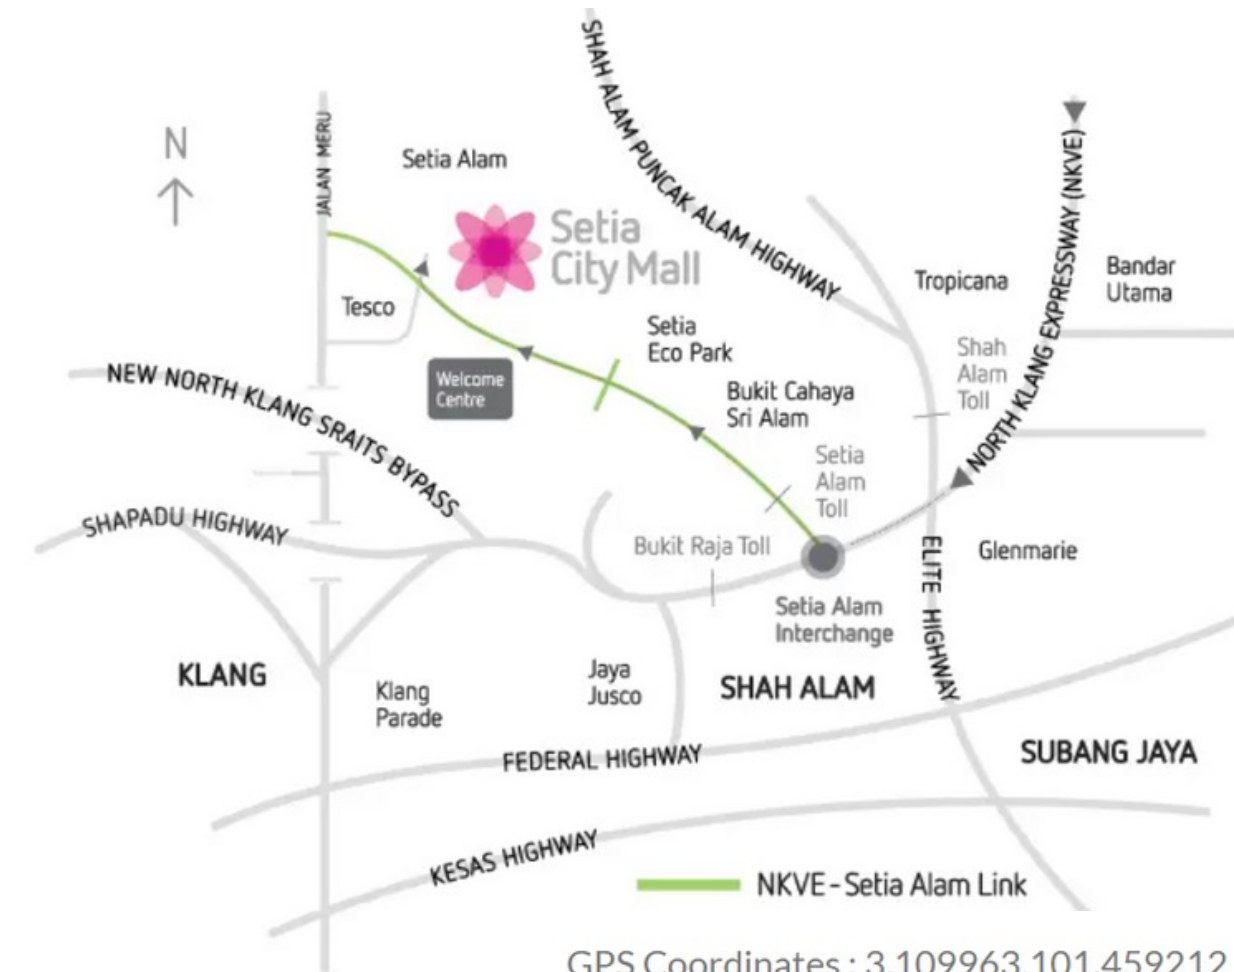 SHAH ALAM PUNCAK ALAM HIGHWAY
N
JALAN MERU
Setia Alam
NORTH KLANG EXPRESSWAY (NKVE)
Setia
City Mall
Tropicana
Bandar
Utama
Tesco
Setia
Eco Park
Shah
Alam
Toll
Welcome
Centre
NEW NORTH KLANG SRAITS BYPASS
Bukit Cahaya
Sri Alam
Setia
Alam
Toll
SHAPADU HIGHWAY
Bukit Raja Toll
ELITE HIGHWAY
Glenmarie
Setia Alam
Interchange
KLANG
Klang
Parade
Jaya
Jusco
SHAH ALAM
FEDERAL HIGHWAY
SUBANG JAYA
KESAS HIGHWAY
NKVE - Setia Alam Link
GPS Coordinates : 3.109963,101.459212